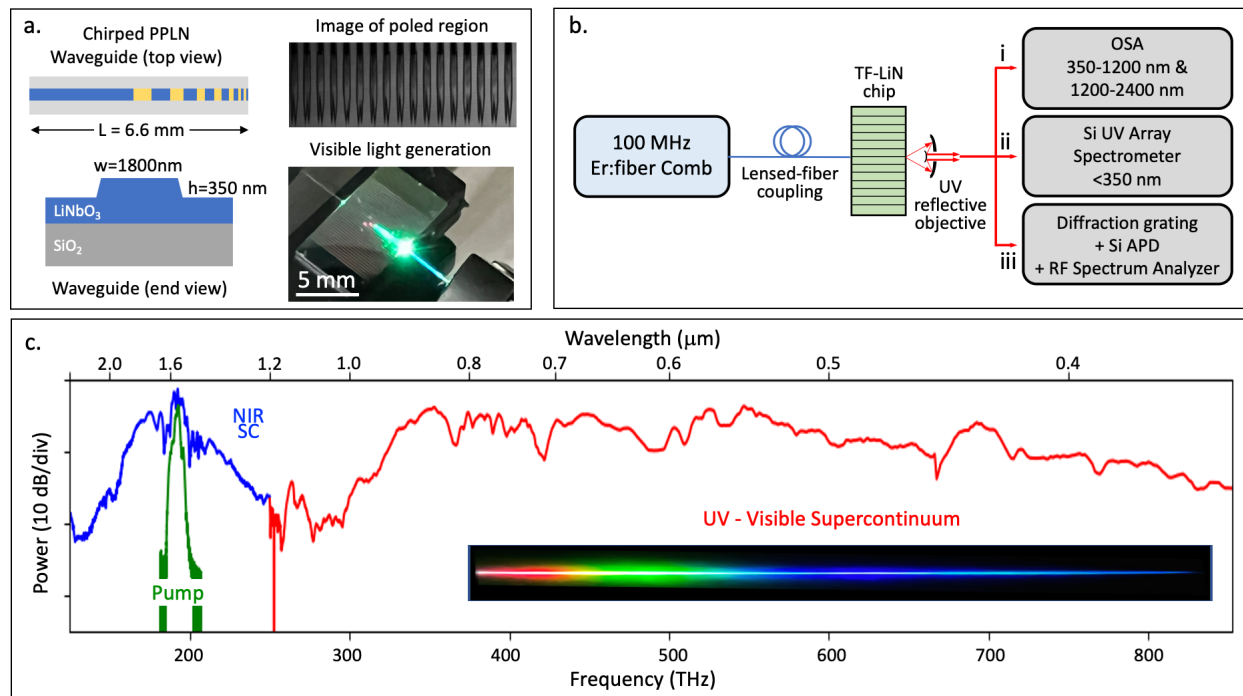 a.
Chirped PPLN
Waveguide (top view)
L = 6.6 mm
w=1800nm
h=350 nm
LiNbO₃
SiO₂
Waveguide (end view)
Image of poled region
Visible light generation
5 mm
b.
100 MHz
Er:fiber Comb
Lensed-fiber
coupling
TF-LiN
chip
UV
reflective
objective
i
OSA
350-1200 nm &
1200-2400 nm
ii
Si UV Array
Spectrometer
<350 nm
iii
Diffraction grating
+ Si APD
+ RF Spectrum Analyzer
c.
Wavelength (μm)
2.0 1.6 1.2 1.0 0.8 0.7 0.6 0.5 0.4
Power (10 dB/div)
NIR
SC
Pump
UV - Visible Supercontinuum
200 300 400 500 600 700 800
Frequency (THz)